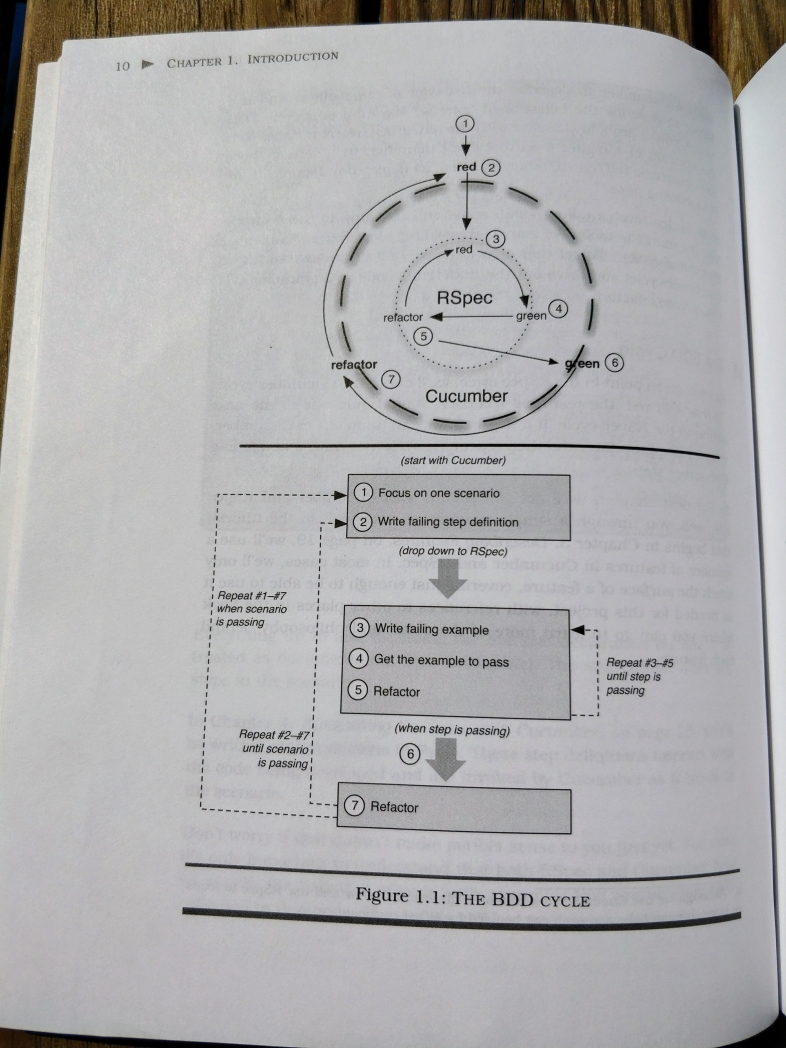 10 ▶ CHAPTER 1. INTRODUCTION
1
red 2
3
red
RSpec
4
refactor green
5
refactor green 6
7
Cucumber
(start with Cucumber)
1 Focus on one scenario
2 Write failing step definition
(drop down to RSpec)
Repeat #1–#7
when scenario
is passing
3 Write failing example
4 Get the example to pass
5 Refactor
Repeat #3–#5
until step is
passing
(when step is passing)
6
Repeat #2–#7
until scenario
is passing
7 Refactor
Figure 1.1: THE BDD CYCLE